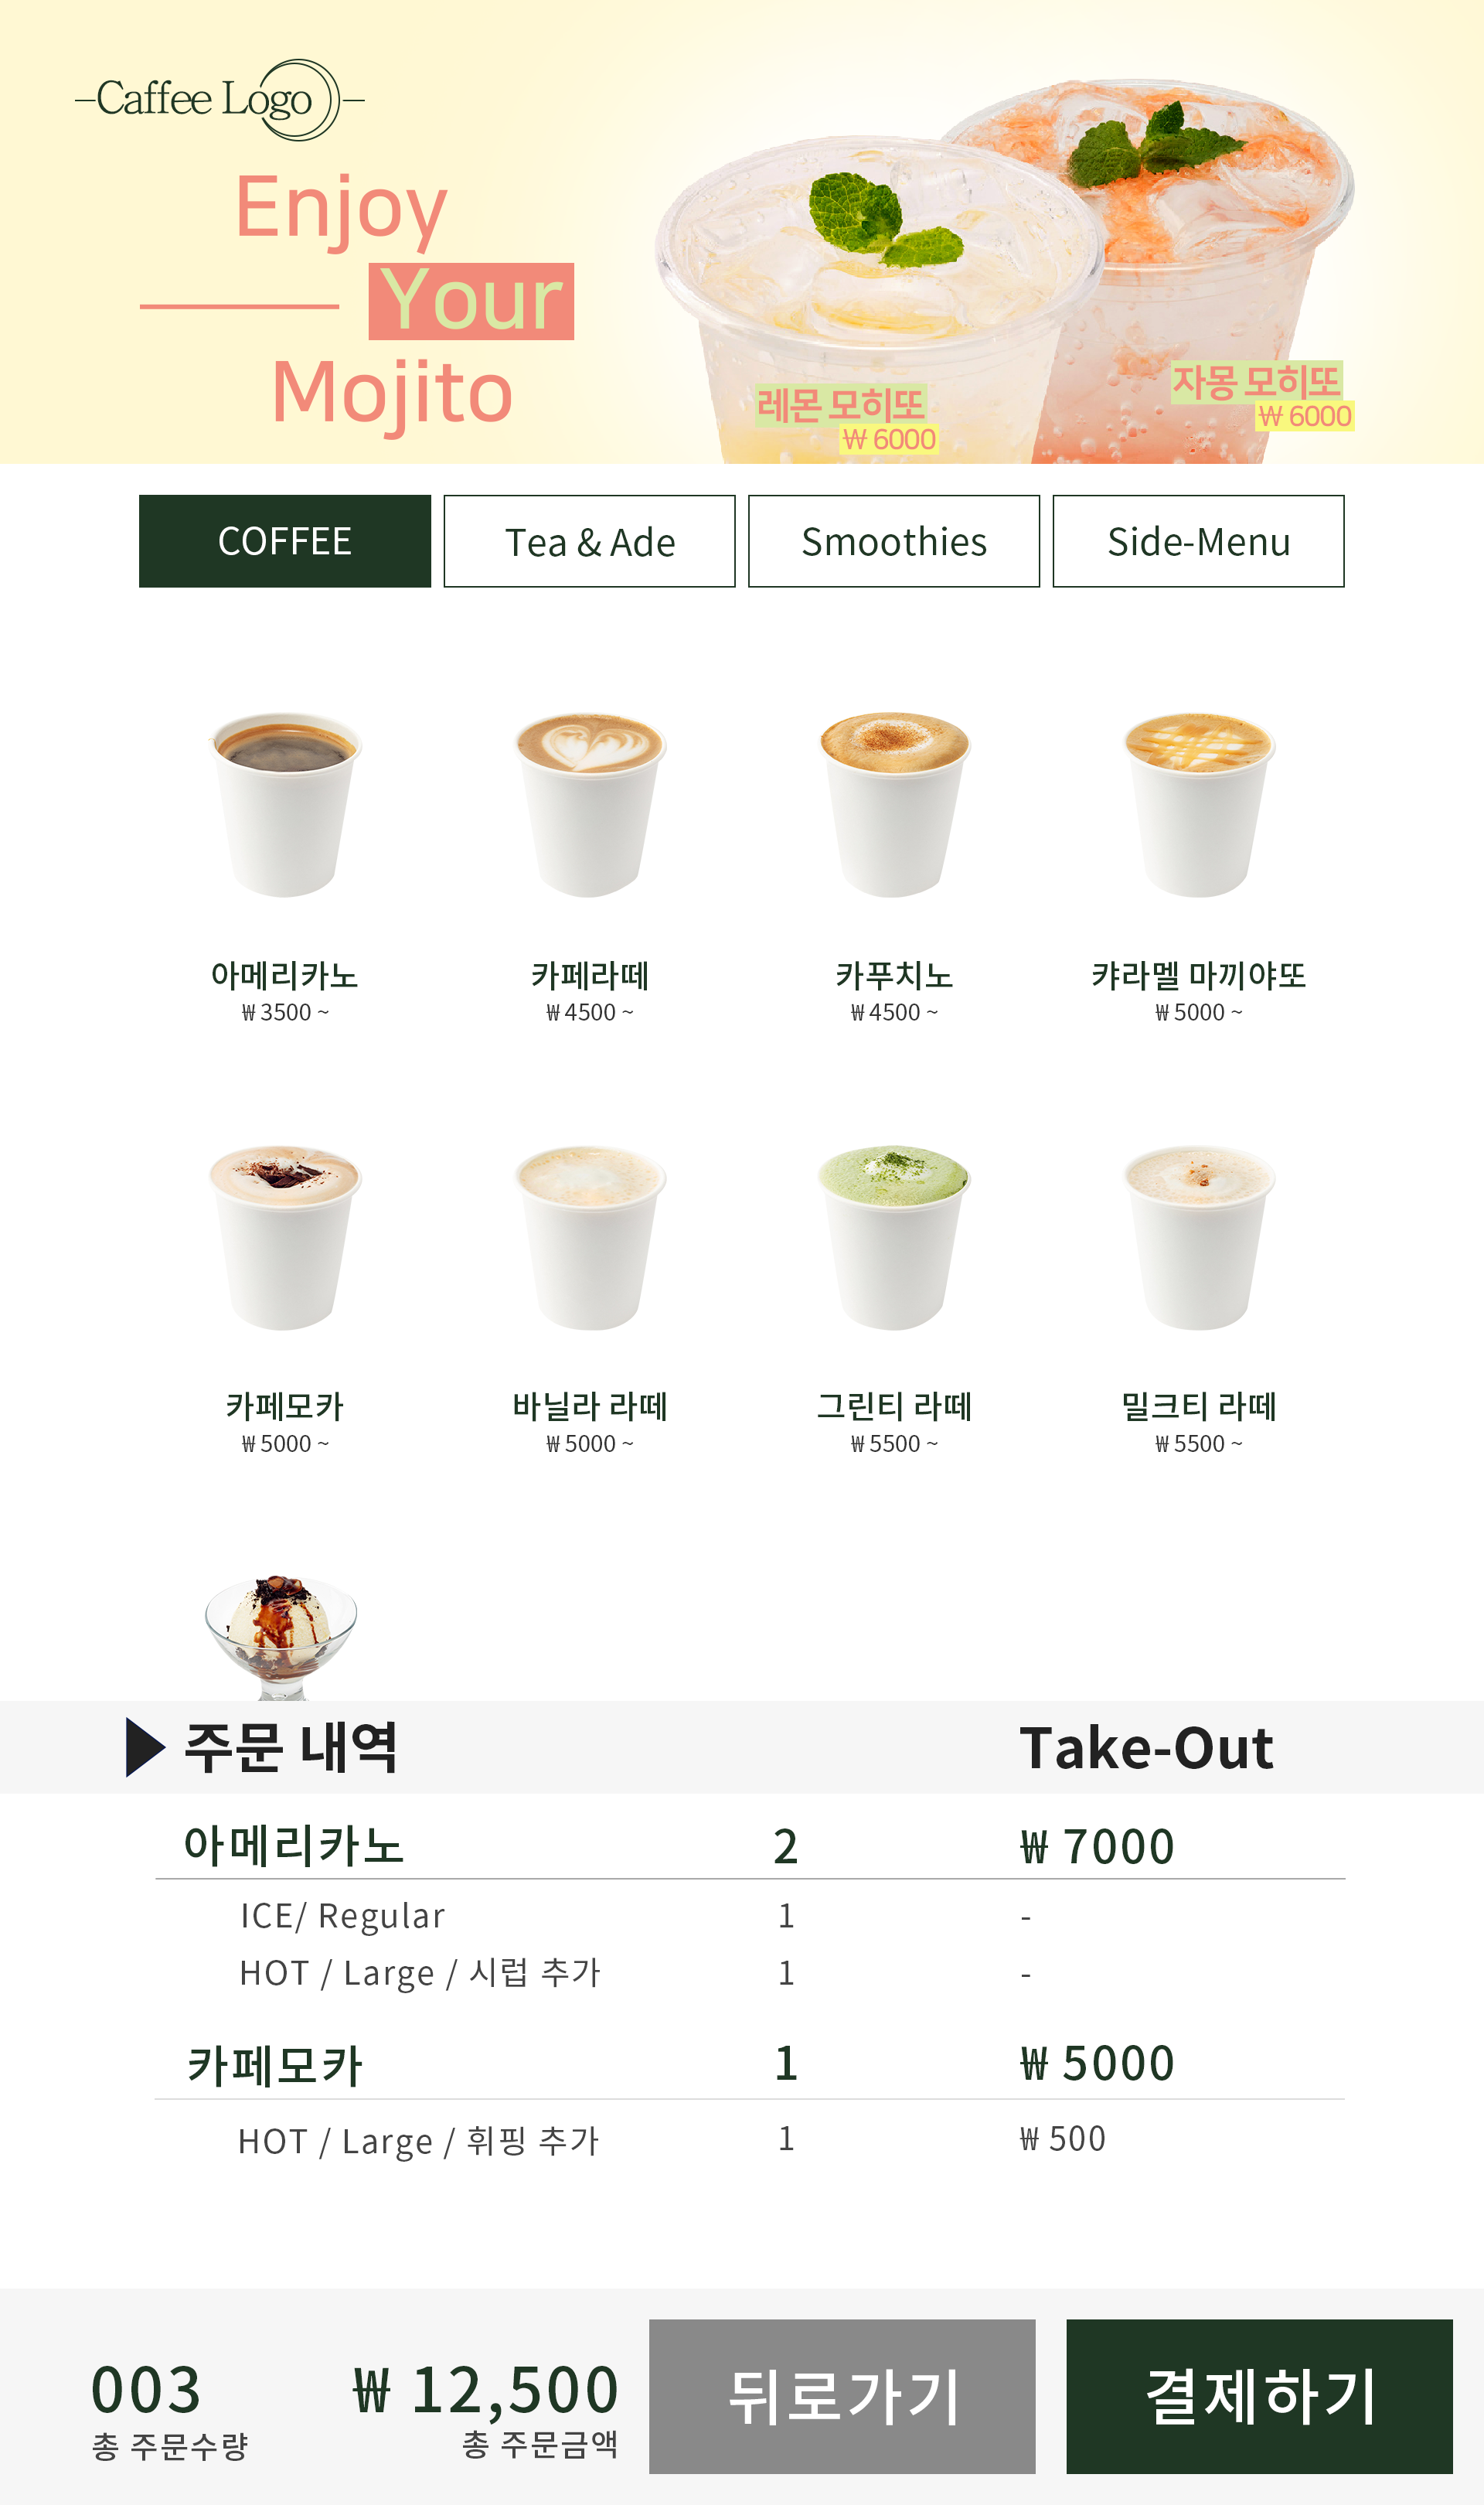 Caffee Logo
Enjoy
Your
Mojito
레몬 모히또
₩ 6000
자몽 모히또
₩ 6000
COFFEE
Tea & Ade
Smoothies
Side-Menu
아메리카노
₩ 3500 ~
카페라떼
₩ 4500 ~
카푸치노
₩ 4500 ~
캬라멜 마끼야또
₩ 5000 ~
카페모카
₩ 5000 ~
바닐라 라떼
₩ 5000 ~
그린티 라떼
₩ 5500 ~
밀크티 라떼
₩ 5500 ~
주문 내역 Take-Out
아메리카노 2 ₩ 7000
ICE/ Regular 1 -
HOT / Large / 시럽 추가 1 -
카페모카 1 ₩ 5000
HOT / Large / 휘핑 추가 1 ₩ 500
003
총 주문수량
₩ 12,500
총 주문금액
뒤로가기
결제하기